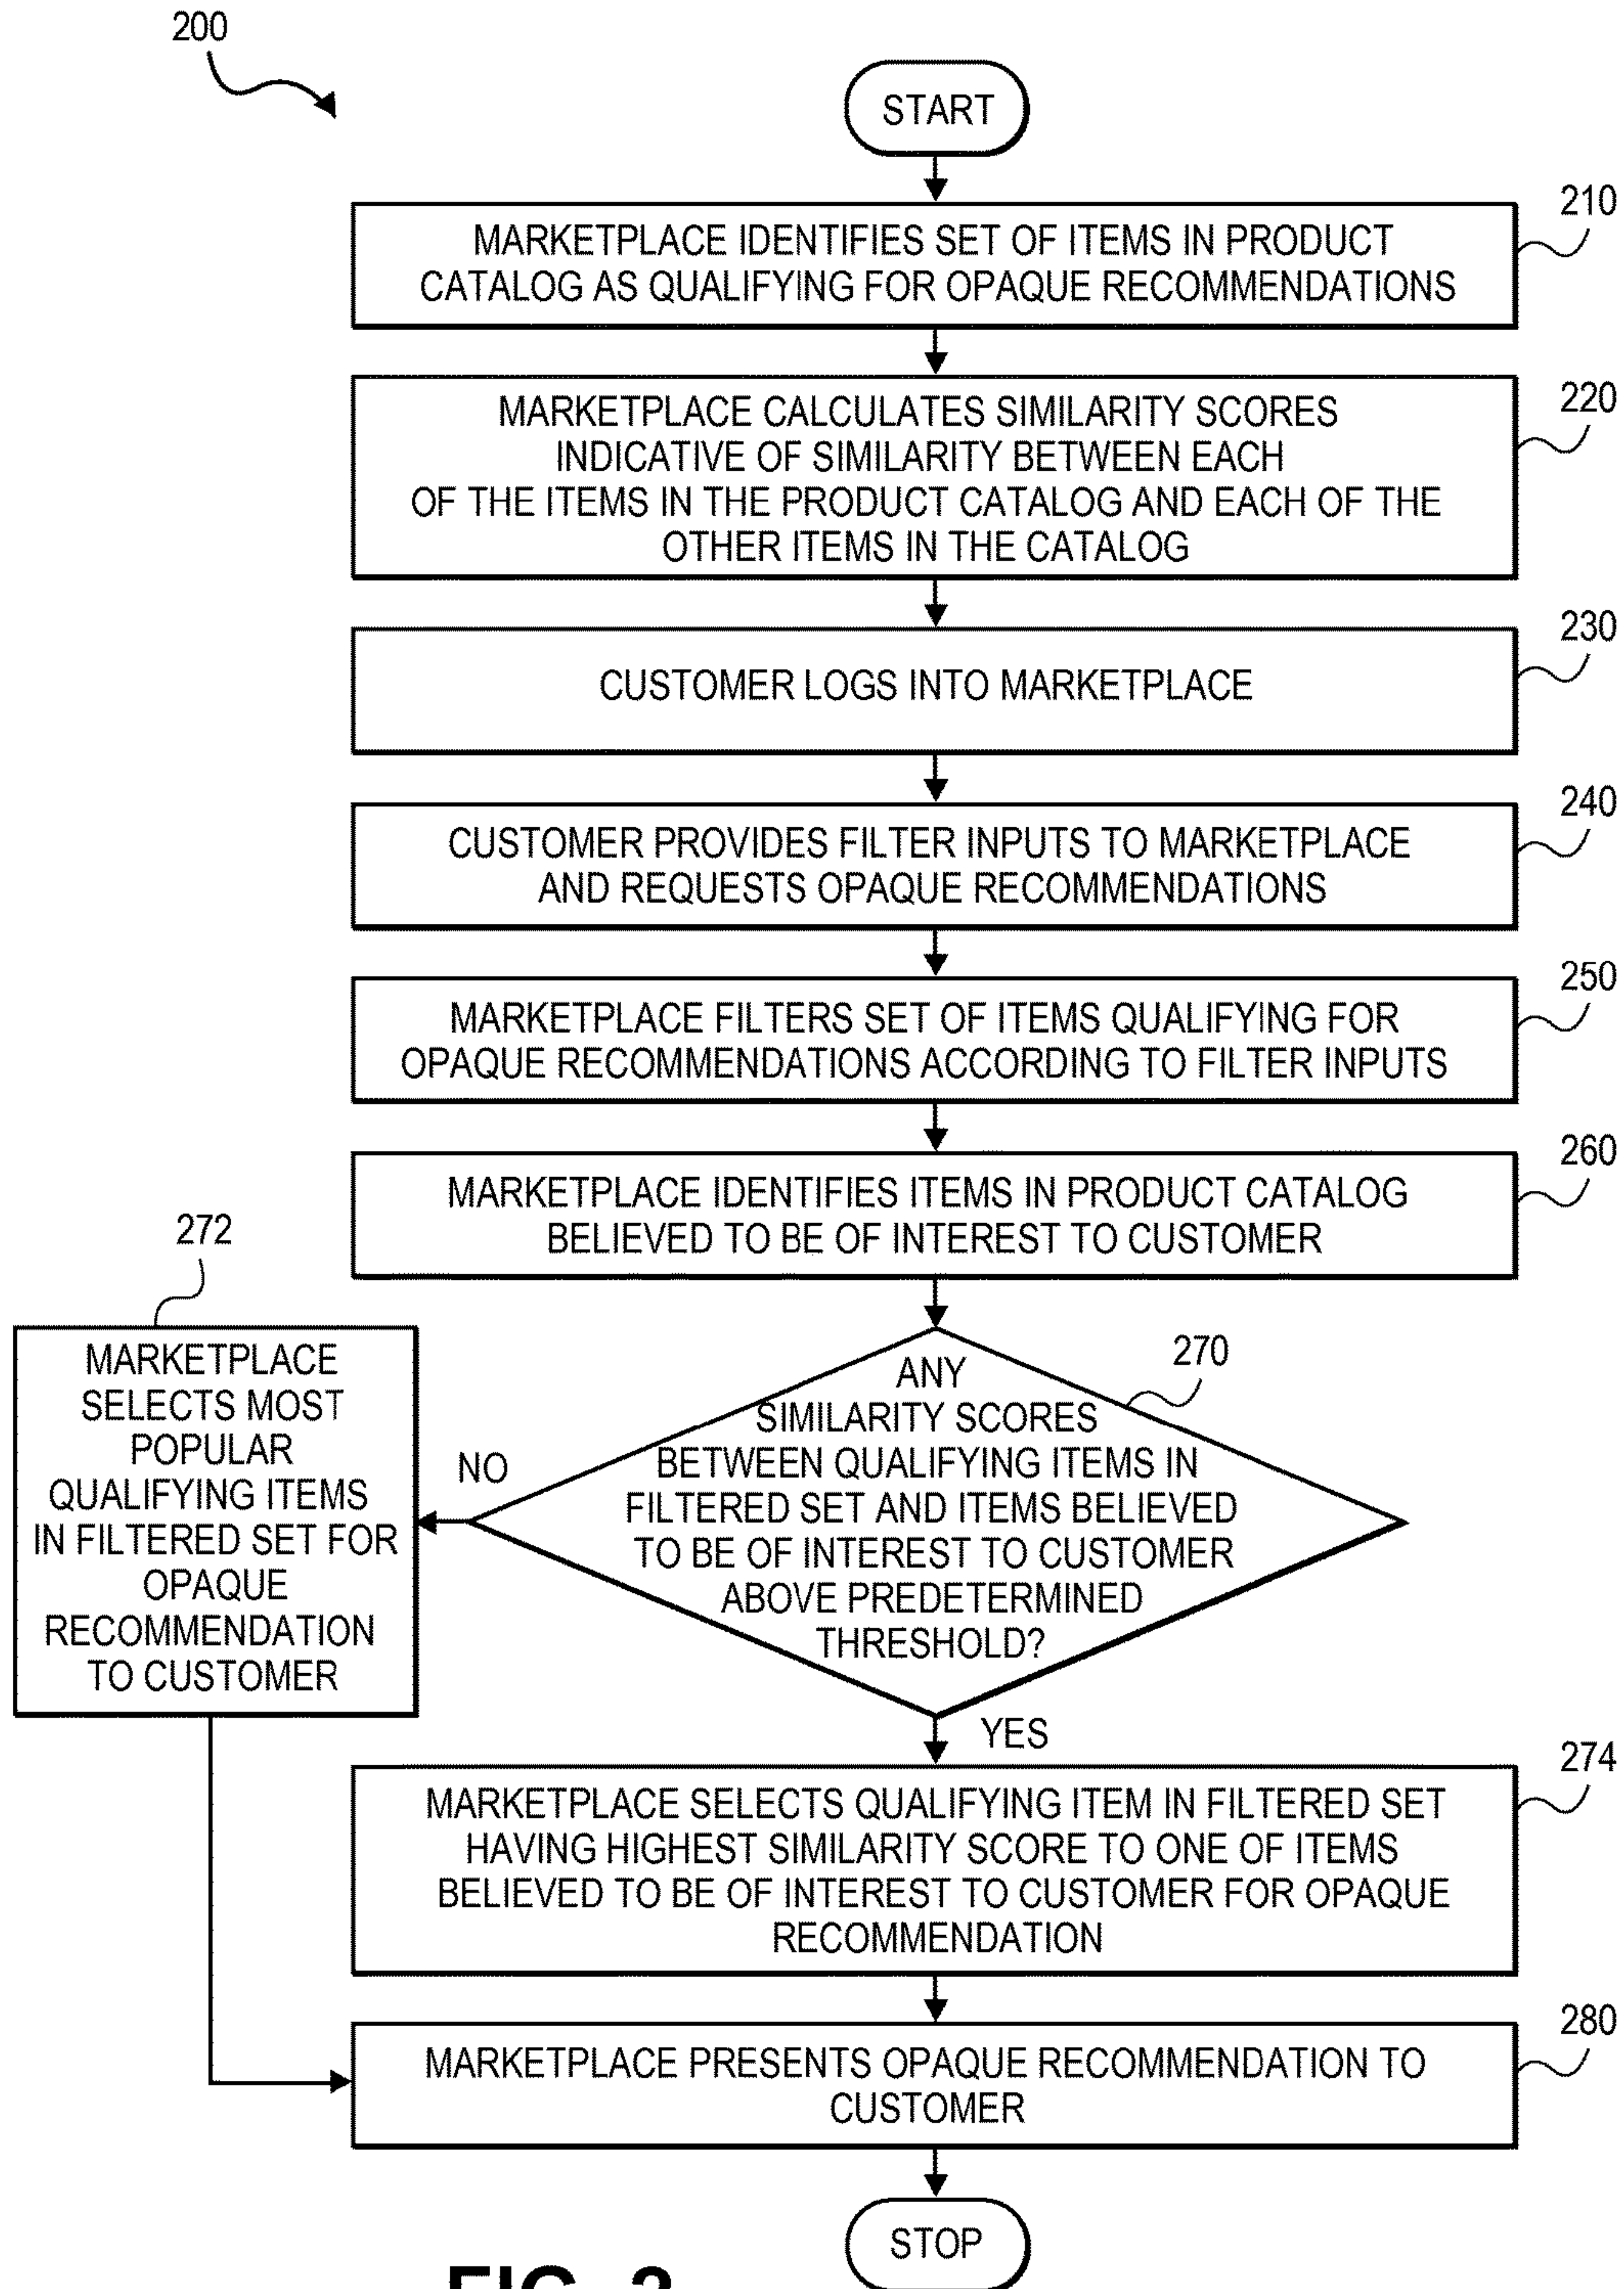 200
START
210
MARKETPLACE IDENTIFIES SET OF ITEMS IN PRODUCT
CATALOG AS QUALIFYING FOR OPAQUE RECOMMENDATIONS
220
MARKETPLACE CALCULATES SIMILARITY SCORES
INDICATIVE OF SIMILARITY BETWEEN EACH
OF THE ITEMS IN THE PRODUCT CATALOG AND EACH OF THE
OTHER ITEMS IN THE CATALOG
230
CUSTOMER LOGS INTO MARKETPLACE
240
CUSTOMER PROVIDES FILTER INPUTS TO MARKETPLACE
AND REQUESTS OPAQUE RECOMMENDATIONS
250
MARKETPLACE FILTERS SET OF ITEMS QUALIFYING FOR
OPAQUE RECOMMENDATIONS ACCORDING TO FILTER INPUTS
260
MARKETPLACE IDENTIFIES ITEMS IN PRODUCT CATALOG
BELIEVED TO BE OF INTEREST TO CUSTOMER
272
MARKETPLACE
SELECTS MOST
POPULAR
QUALIFYING ITEMS
IN FILTERED SET FOR
OPAQUE
RECOMMENDATION
TO CUSTOMER
NO
270
ANY
SIMILARITY SCORES
BETWEEN QUALIFYING ITEMS IN
FILTERED SET AND ITEMS BELIEVED
TO BE OF INTEREST TO CUSTOMER
ABOVE PREDETERMINED
THRESHOLD?
YES
274
MARKETPLACE SELECTS QUALIFYING ITEM IN FILTERED SET
HAVING HIGHEST SIMILARITY SCORE TO ONE OF ITEMS
BELIEVED TO BE OF INTEREST TO CUSTOMER FOR OPAQUE
RECOMMENDATION
280
MARKETPLACE PRESENTS OPAQUE RECOMMENDATION TO
CUSTOMER
STOP
FIG.